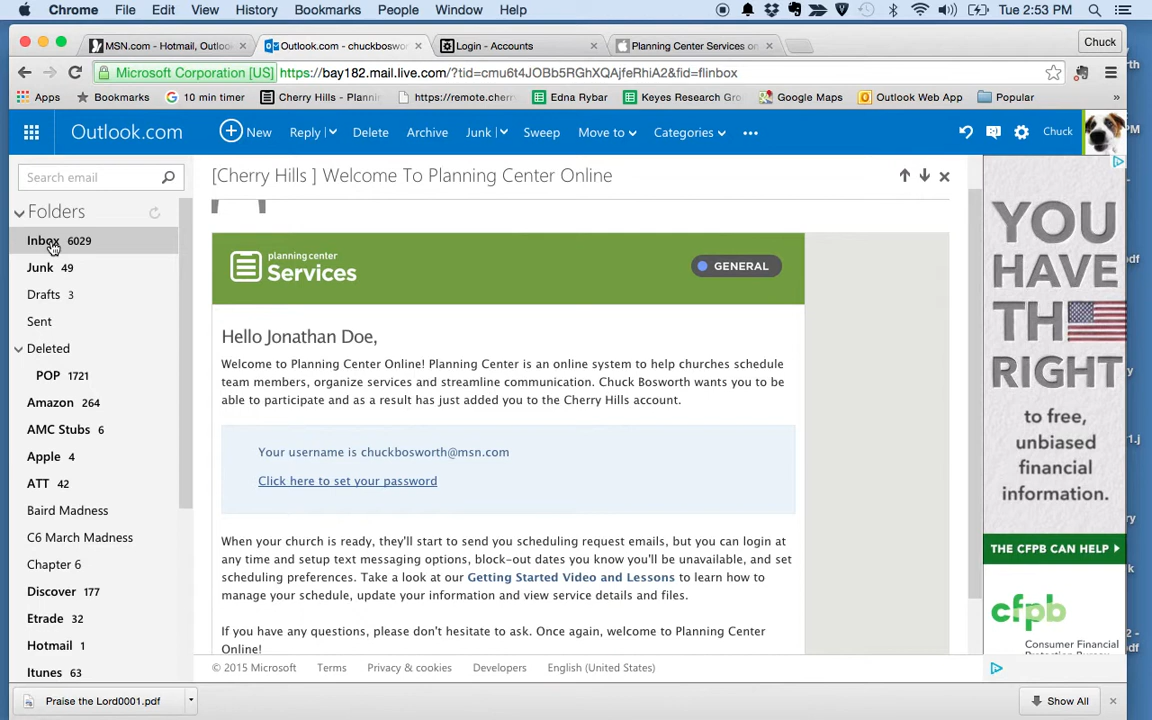 Chrome File Edit View History Bookmarks People Window Help Tue 2:53 PM
MSN.com - Hotmail, Outloo Outlook.com - chuckboswor Login - Accounts Planning Center Services on Chuck
Microsoft Corporation [US] https://bay182.mail.live.com/?tid=cmu6t4JOBb5RGhXQAjfeRhiA2&fid=flinbox
Apps Bookmarks 10 min timer Cherry Hills - Plannin https://remote.cherr Edna Rybar Keyes Research Gro Google Maps Outlook Web App Popular »
Outlook.com New Reply Delete Archive Junk Sweep Move to Categories ••• Chuck
Search email
[Cherry Hills ] Welcome To Planning Center Online
Folders
Inbox 6029
Junk 49
Drafts 3
Sent
Deleted
POP 1721
Amazon 264
AMC Stubs 6
Apple 4
ATT 42
Baird Madness
C6 March Madness
Chapter 6
Discover 177
Etrade 32
Hotmail 1
Itunes 63
planning center
Services
GENERAL
Hello Jonathan Doe,
Welcome to Planning Center Online! Planning Center is an online system to help churches schedule
team members, organize services and streamline communication. Chuck Bosworth wants you to be
able to participate and as a result has just added you to the Cherry Hills account.
Your username is chuckbosworth@msn.com
Click here to set your password
When your church is ready, they'll start to send you scheduling request emails, but you can login at
any time and setup text messaging options, block-out dates you know you'll be unavailable, and set
scheduling preferences. Take a look at our Getting Started Video and Lessons to learn how to
manage your schedule, update your information and view service details and files.
If you have any questions, please don't hesitate to ask. Once again, welcome to Planning Center
Online!
© 2015 Microsoft Terms Privacy & cookies Developers English (United States)
YOU
HAVE
TH
RIGHT
to free,
unbiased
financial
information.
THE CFPB CAN HELP
cfpb
Consumer Financial
Praise the Lord0001.pdf
Show All